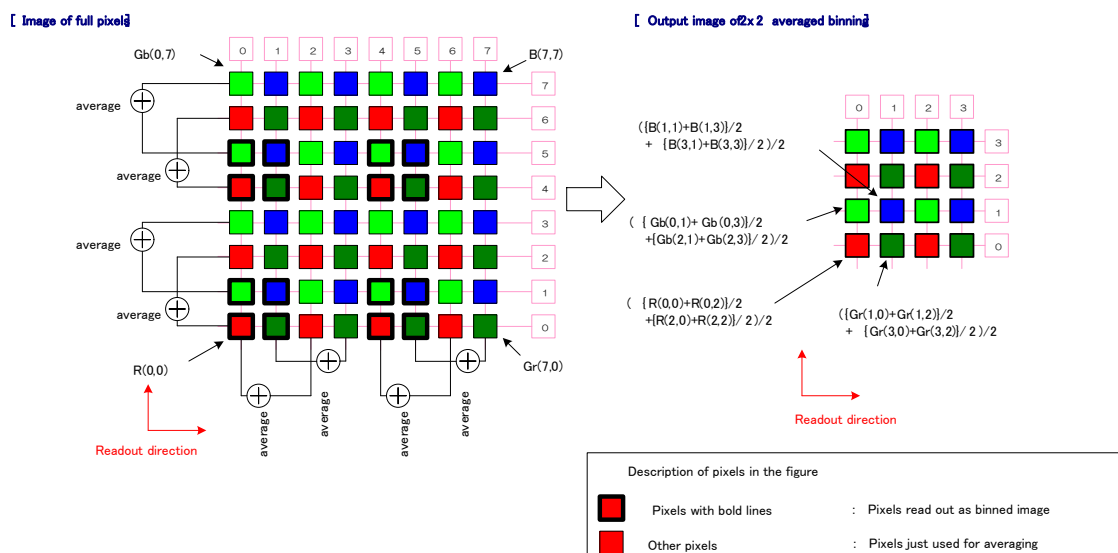 [ Image of full pixels]
[ Output image of2x 2 averaged binning]
Gb(0,7)
0 1 2 3 4 5 6 7
B(7,7)
7
average
6
5
average
4
3
average
2
1
average
0
R(0,0)
Gr(7,0)
average
average
average
average
Readout direction
0 1 2 3
({B(1,1)+B(1,3)}/2
+ {B(3,1)+B(3,3)}/ 2 )/2
3
2
( { Gb(0,1)+ Gb (0,3)}/2
+{Gb(2,1)+Gb(2,3)}/ 2 )/2
1
0
( {R(0,0)+R(0,2)}/2
+{R(2,0)+R(2,2)}/ 2 )/2
({Gr(1,0)+Gr(1,2)}/2
+ {Gr(3,0)+Gr(3,2)}/ 2 )/2
Readout direction
Description of pixels in the figure
Pixels with bold lines : Pixels read out as binned image
Other pixels : Pixels just used for averaging